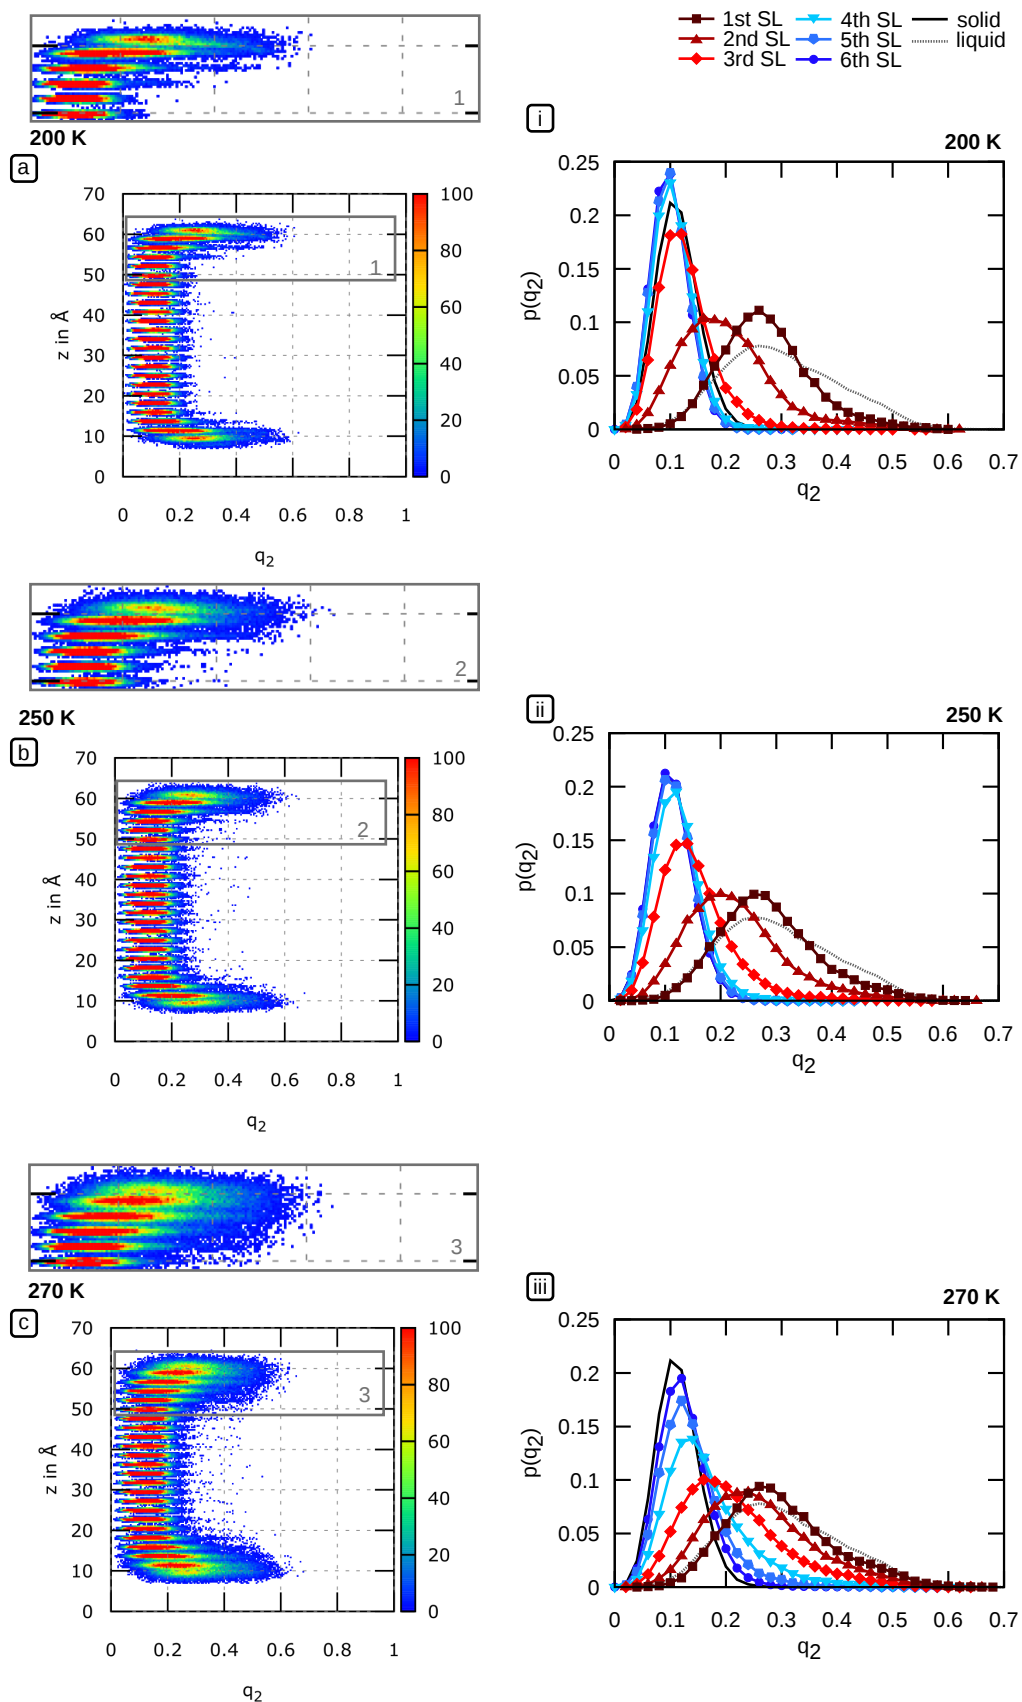 1st SL 4th SL solid
2nd SL 5th SL liquid
3rd SL 6th SL
1
200 K
a
70
60
50
40
30
20
10
0
z in Å
1
100
80
60
40
20
0
0 0.2 0.4 0.6 0.8 1
q2
i
200 K
0.25
0.2
0.15
0.1
0.05
0
p(q2)
0 0.1 0.2 0.3 0.4 0.5 0.6 0.7
q2
2
250 K
b
70
60
50
40
30
20
10
0
z in Å
2
100
80
60
40
20
0
0 0.2 0.4 0.6 0.8 1
q2
ii
250 K
0.25
0.2
0.15
0.1
0.05
0
p(q2)
0 0.1 0.2 0.3 0.4 0.5 0.6 0.7
q2
3
270 K
c
70
60
50
40
30
20
10
0
z in Å
3
100
80
60
40
20
0
0 0.2 0.4 0.6 0.8 1
q2
iii
270 K
0.25
0.2
0.15
0.1
0.05
0
p(q2)
0 0.1 0.2 0.3 0.4 0.5 0.6 0.7
q2